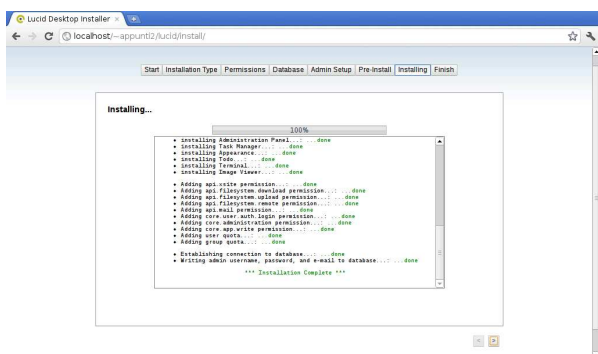 Lucid Desktop Installer
localhost/~appunti2/lucid/install/
Start Installation Type Permissions Database Admin Setup Pre-Install Installing Finish
Installing...
100%
installing Administration Panel...: ...done
installing Task Manager...: ...done
installing Appearance...: ...done
installing Todo...: ...done
installing Terminal...: ...done
installing Image Viewer...: ...done
Adding api.xsite permission...: ...done
Adding api.filesystem.download permission...: ...done
Adding api.filesystem.upload permission...: ...done
Adding api.filesystem.remote permission...: ...done
Adding api.mail permission...: ...done
Adding core.user.auth.login permission...: ...done
Adding core.administration permission...: ...done
Adding core.app.write permission...: ...done
Adding user quota...: ...done
Adding group quota...: ...done
Establishing connection to database...: ...done
Writing admin username, password, and e-mail to database...: ...done
*** Installation Complete ***
< >